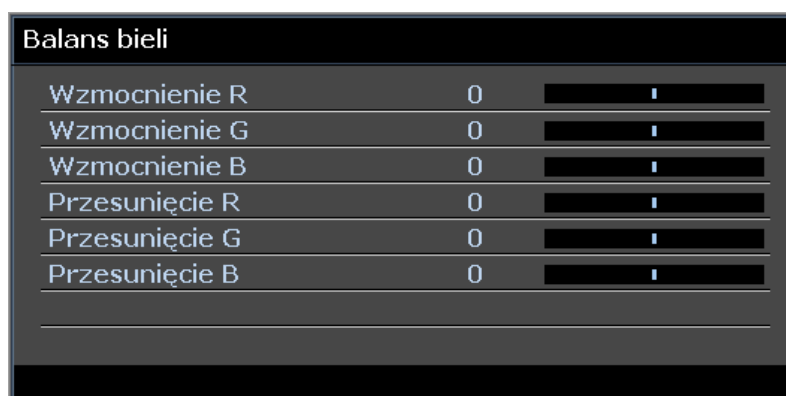 Balans bieli
Wzmocnienie R 0
Wzmocnienie G 0
Wzmocnienie B 0
Przesunięcie R 0
Przesunięcie G 0
Przesunięcie B 0